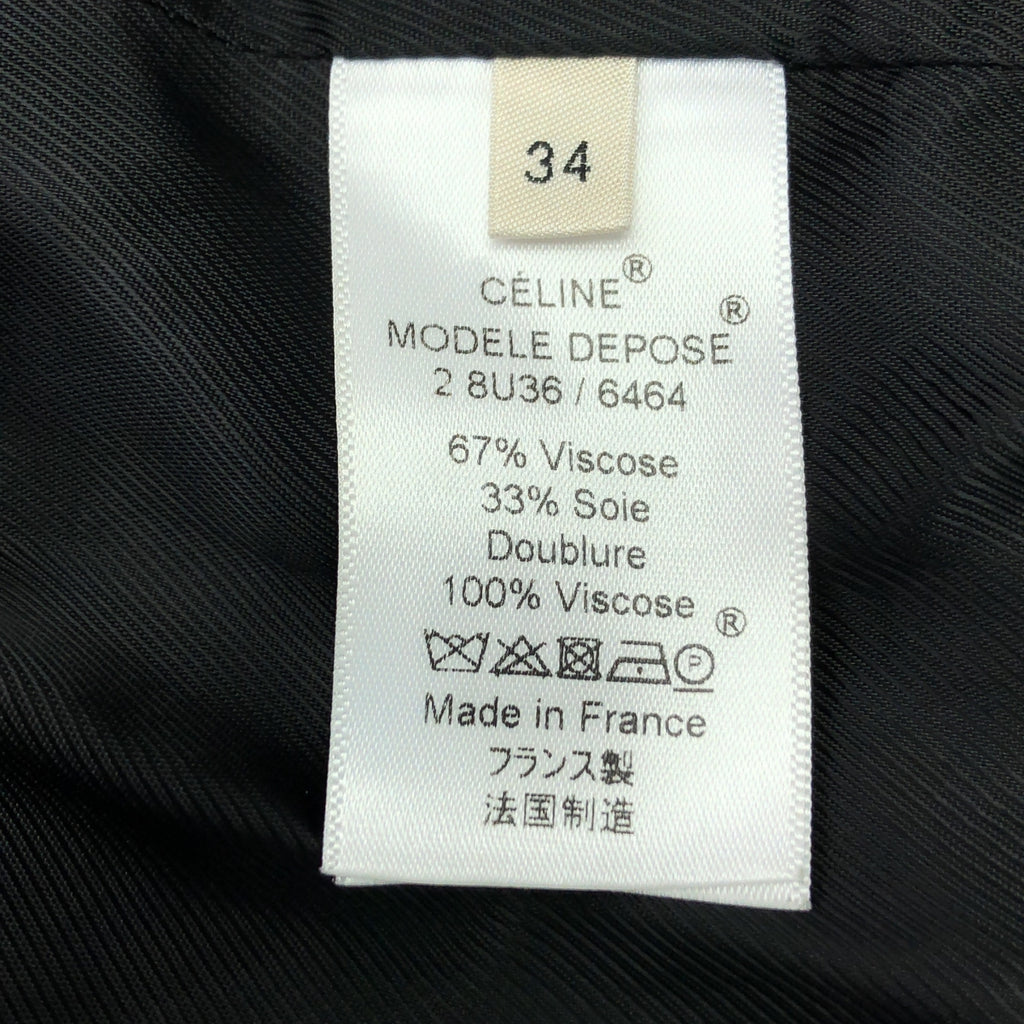 34
CÉLINE®
MODELE DEPOSE®
2 8U36 / 6464
67% Viscose
33% Soie
Doublure
100% Viscose
®
P
Made in France
フランス製
法国制造